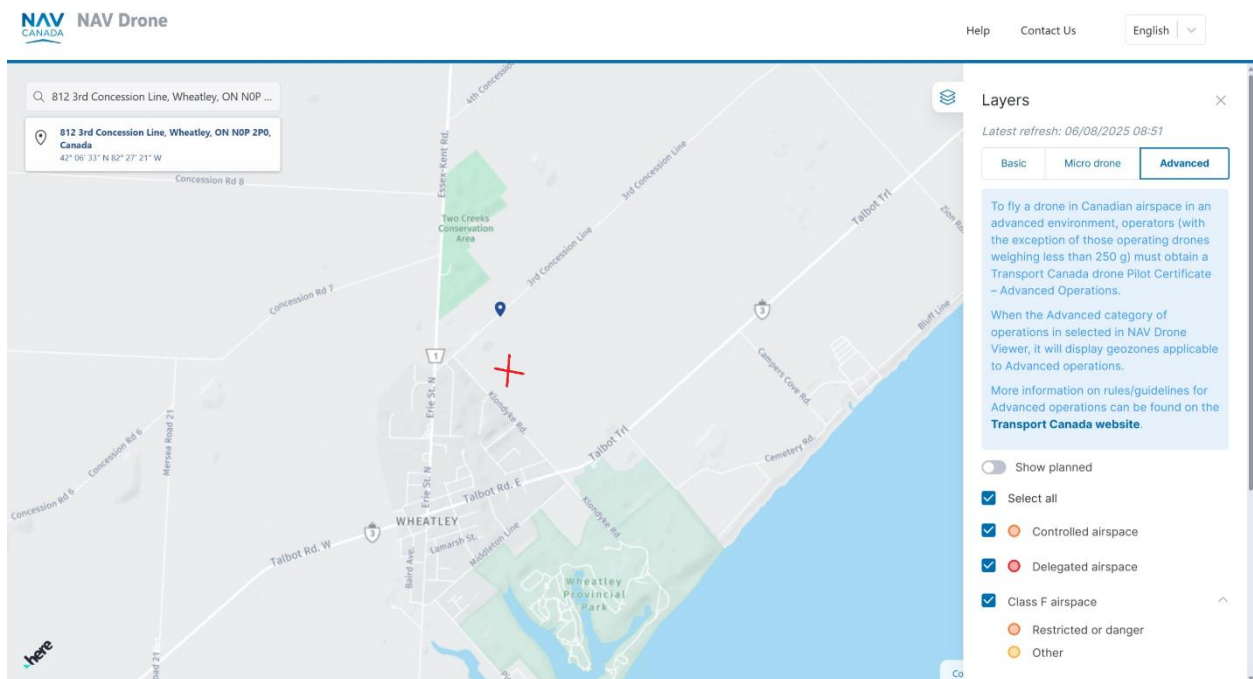 NAV
CANADA
NAV Drone
Help
Contact Us
English
812 3rd Concession Line, Wheatley, ON N0P ...
812 3rd Concession Line, Wheatley, ON N0P 2P0,
Canada
42° 06' 33" N 82° 27' 21" W
4th Concession
Essex-Kent Rd.
Concession Rd 8
3rd Concession Line
Talbot Trl
Zion Ro
Two Creeks
Conservation
Area
3rd Concession Line
Concession Rd 7
3
Bluff Line
1
Campers Cove Rd.
Erie St. N
Klondyke Rd.
Mersea Road 21
Concession Rd 6
Talbot Trl
Cemetery Rd.
Concession Rd 6
Erie St. N
Talbot Rd. E
Klondyke Rd.
WHEATLEY
3
Lamarsh St.
Middleton Line
Talbot Rd. W
Baird Ave.
Wheatley
Provincial
Park
here
ad 21
Co
Layers
Latest refresh: 06/08/2025 08:51
Basic
Micro drone
Advanced
To fly a drone in Canadian airspace in an
advanced environment, operators (with
the exception of those operating drones
weighing less than 250 g) must obtain a
Transport Canada drone Pilot Certificate
– Advanced Operations.
When the Advanced category of
operations in selected in NAV Drone
Viewer, it will display geozones applicable
to Advanced operations.
More information on rules/guidelines for
Advanced operations can be found on the
Transport Canada website.
Show planned
Select all
Controlled airspace
Delegated airspace
Class F airspace
Restricted or danger
Other